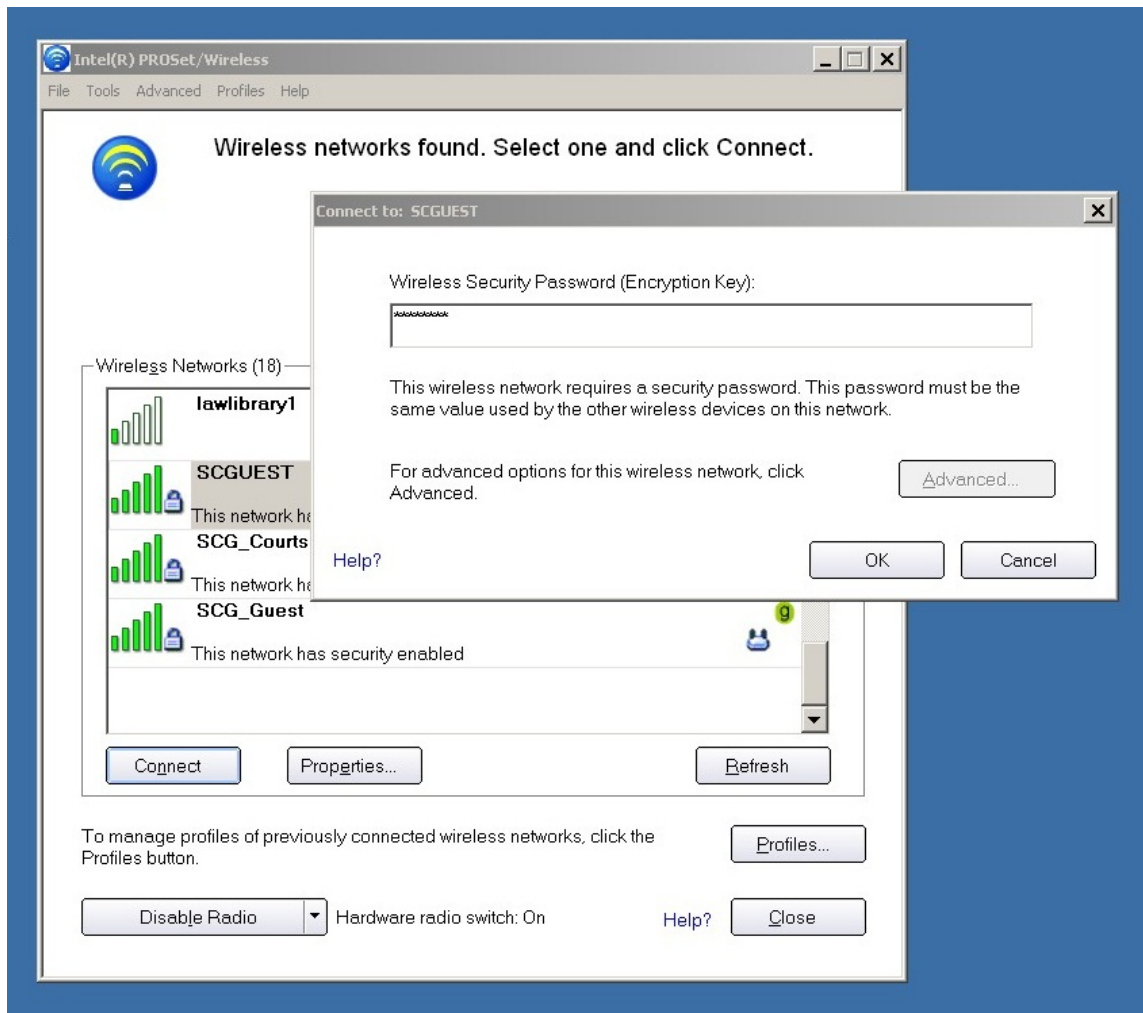 Intel(R) PROSet/Wireless
File Tools Advanced Profiles Help
Wireless networks found. Select one and click Connect.
Connect to: SCGUEST
Wireless Security Password (Encryption Key):
*********
This wireless network requires a security password. This password must be the
same value used by the other wireless devices on this network.
For advanced options for this wireless network, click
Advanced.
Advanced...
Help?
OK
Cancel
Wireless Networks (18)
lawlibrary1
SCGUEST
This network ha
SCG_Courts
This network ha
SCG_Guest
g
This network has security enabled
Connect
Properties...
Refresh
To manage profiles of previously connected wireless networks, click the
Profiles button.
Profiles...
Disable Radio
Hardware radio switch: On
Help?
Close